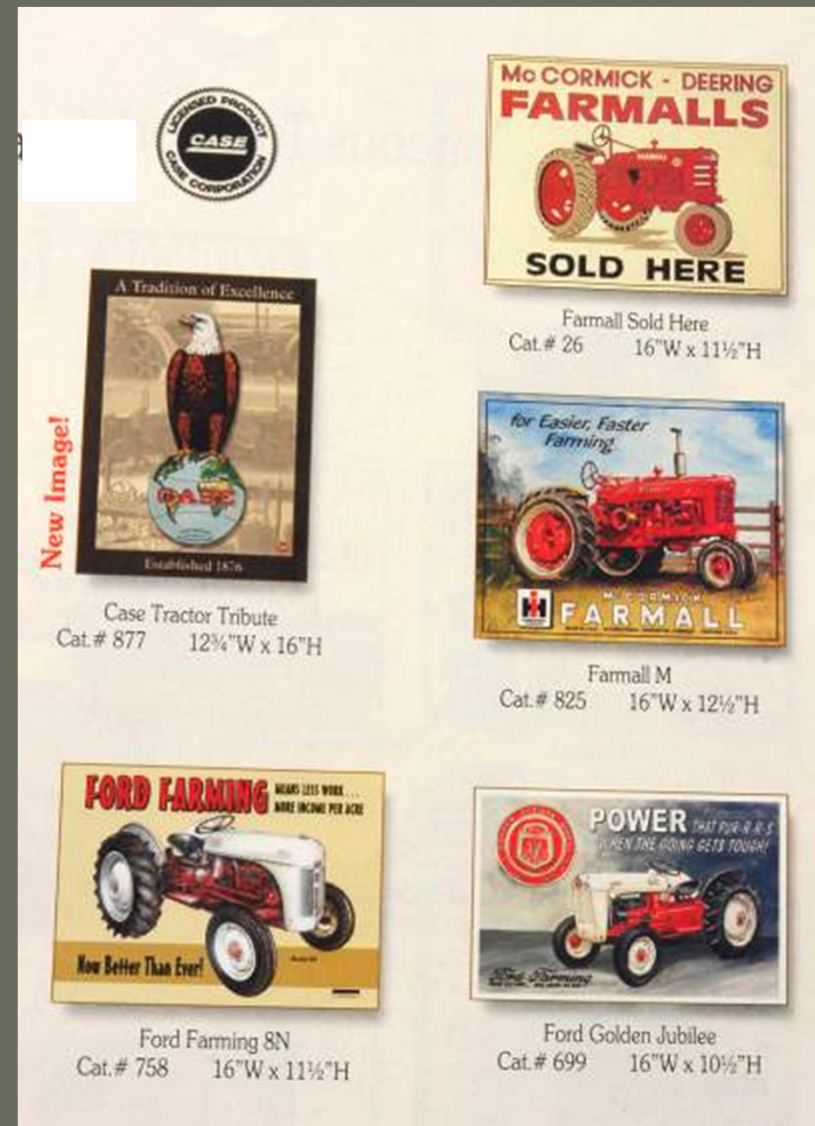 LICENSED PRODUCT
CASE
CASE CORPORATION
A Tradition of Excellence
CASE
Established 1876
New Image!
Case Tractor Tribute
Cat.# 877 12¾"W x 16"H
FORD FARMING
MEANS LESS WORK...
MORE INCOME PER ACRE
Now Better Than Ever!
Ford Farming 8N
Cat.# 758 16"W x 11½"H
Mc CORMICK - DEERING
FARMALLS
SOLD HERE
Farmall Sold Here
Cat.# 26 16"W x 11½"H
for Easier, Faster
Farming
McCORMICK
IH FARMALL
Farmall M
Cat.# 825 16"W x 12½"H
POWER THAT PUR-R-R-S
WHEN THE GOING GETS TOUGH!
Ford Farming
Ford Golden Jubilee
Cat.# 699 16"W x 10½"H